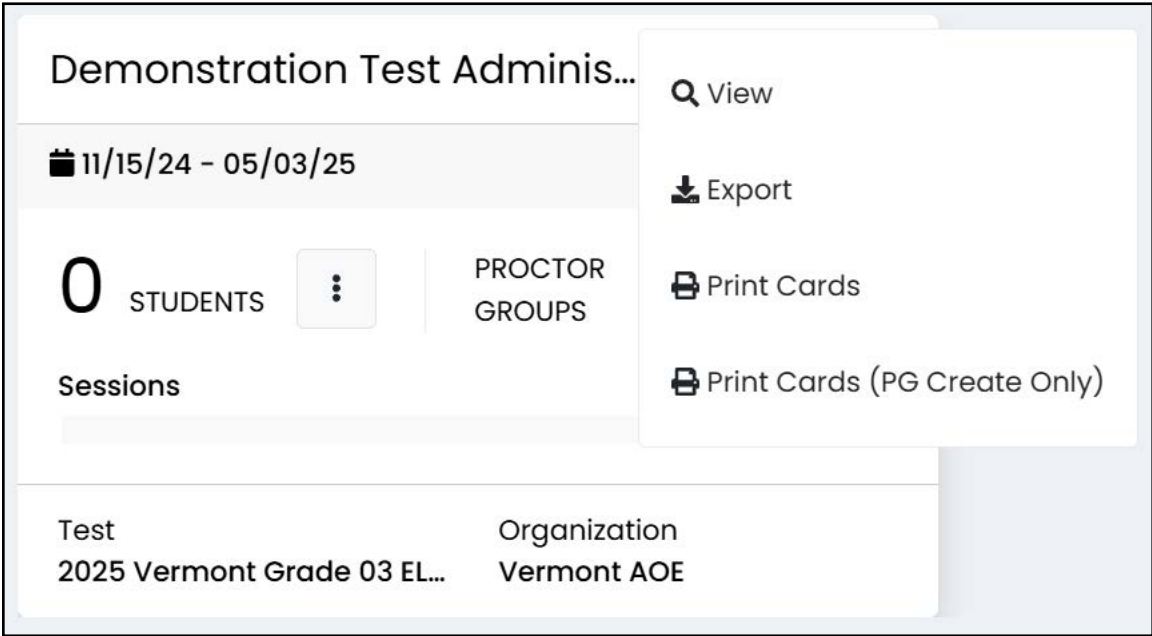 Demonstration Test Adminis...
11/15/24 - 05/03/25
0 STUDENTS
PROCTOR
GROUPS
Sessions
Test
2025 Vermont Grade 03 EL...
Organization
Vermont AOE
View
Export
Print Cards
Print Cards (PG Create Only)